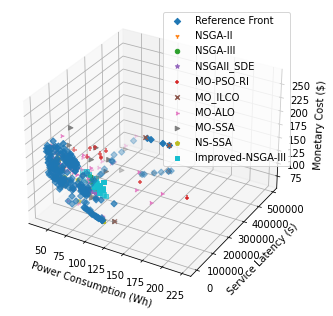 Reference Front
NSGA-II
NSGA-III
NSGAII_SDE
MO-PSO-RI
MO_ILCO
MO-ALO
MO-SSA
NS-SSA
Improved-NSGA-III
250
225
200
175
150
125
100
75
Monetary Cost ($)
500000
400000
300000
200000
100000
0
Service Latency (s)
50
75
100
125
150
175
200
225
Power Consumption (Wh)